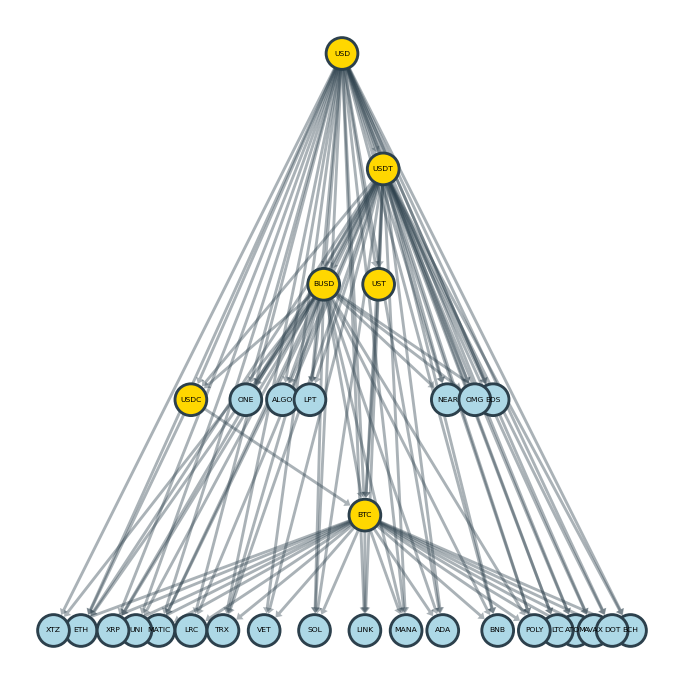 USD
USDT
BUSD UST
USDC ONE ALGO LPT NEAR OMG EOS
BTC
XTZ ETH XRP UNI MATIC LRC TRX VET SOL LINK MANA ADA BNB POLY LTC ATOM AVAX DOT BCH